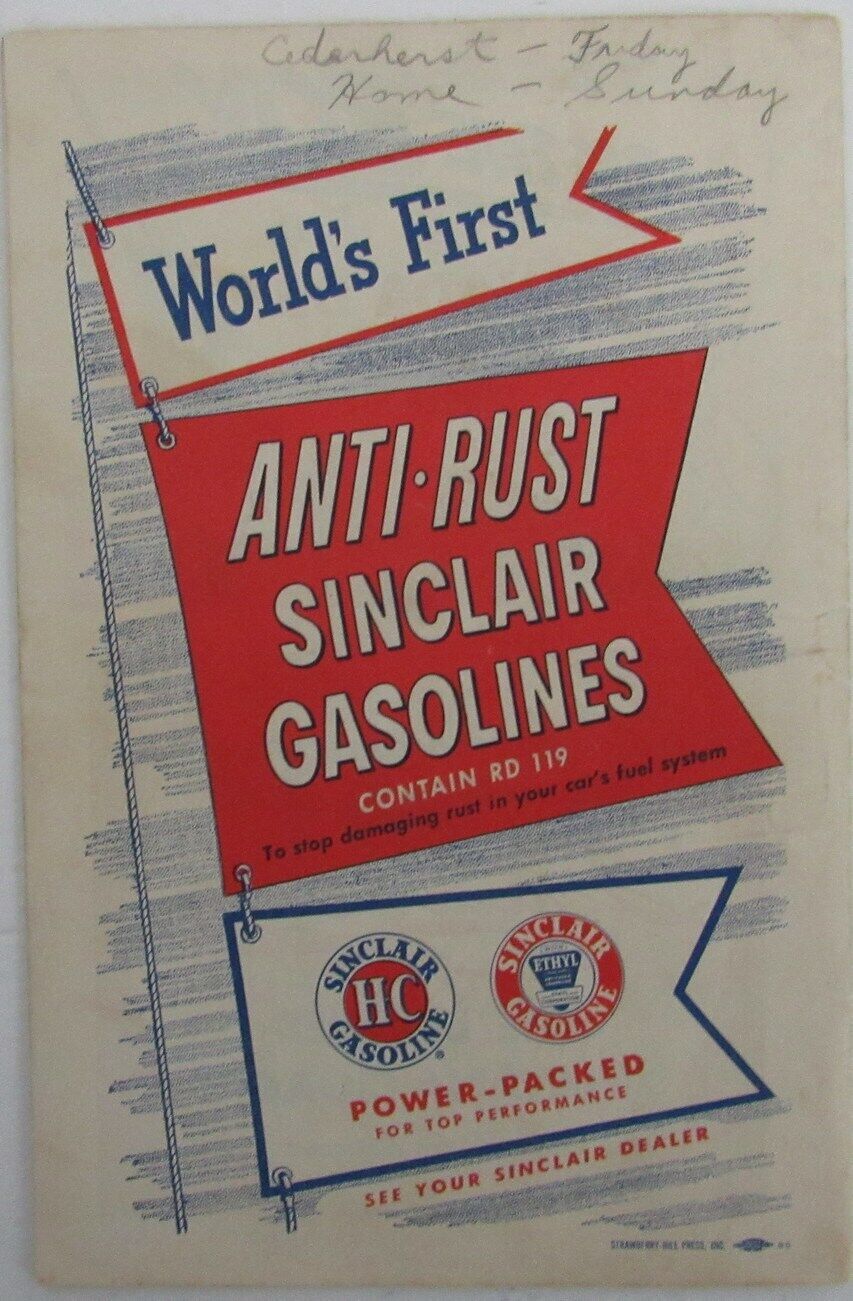 Cedarherst - Friday
Home - Sunday
World's First
ANTI·RUST
SINCLAIR
GASOLINES
CONTAIN RD 119
To stop damaging rust in your car's fuel system
SINCLAIR
HC
GASOLINE
®
SINCLAIR
ETHYL
GASOLINE
POWER-PACKED
FOR TOP PERFORMANCE
SEE YOUR SINCLAIR DEALER
STRAWBERRY-HILL PRESS, INC.